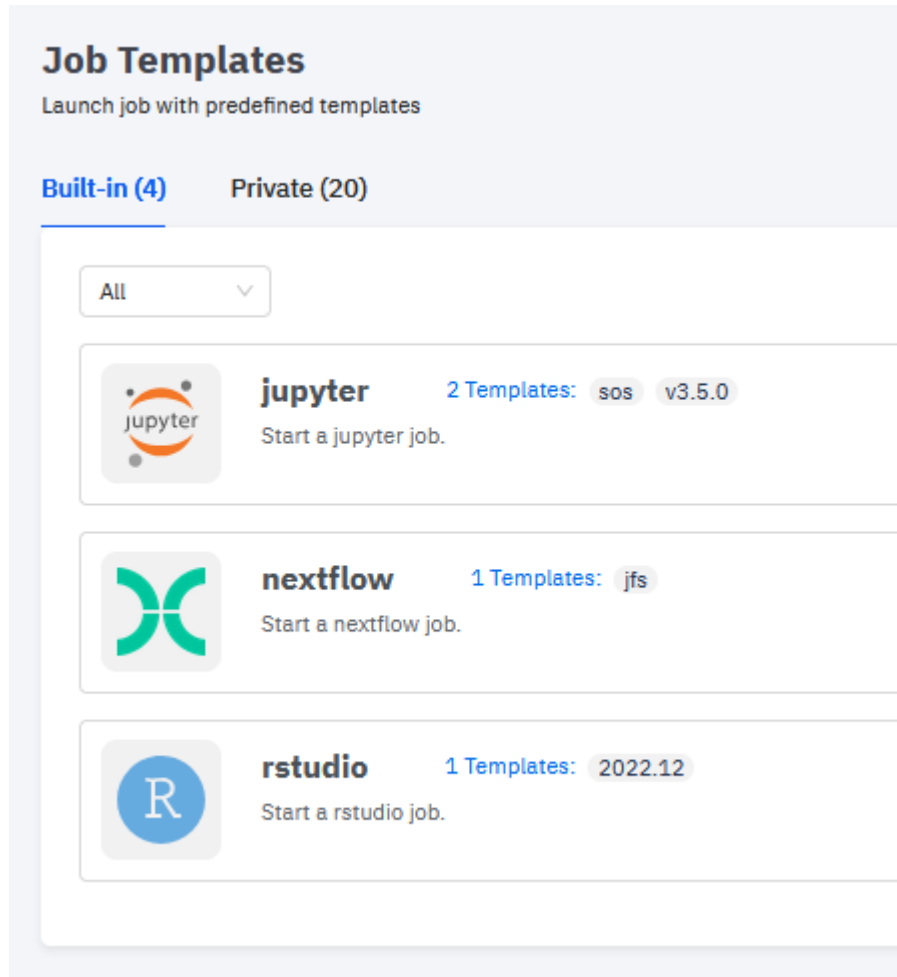 Job Templates
Launch job with predefined templates
Built-in (4) Private (20)
All
jupyter 2 Templates: sos v3.5.0
jupyter
Start a jupyter job.
nextflow 1 Templates: jfs
Start a nextflow job.
rstudio 1 Templates: 2022.12
R
Start a rstudio job.